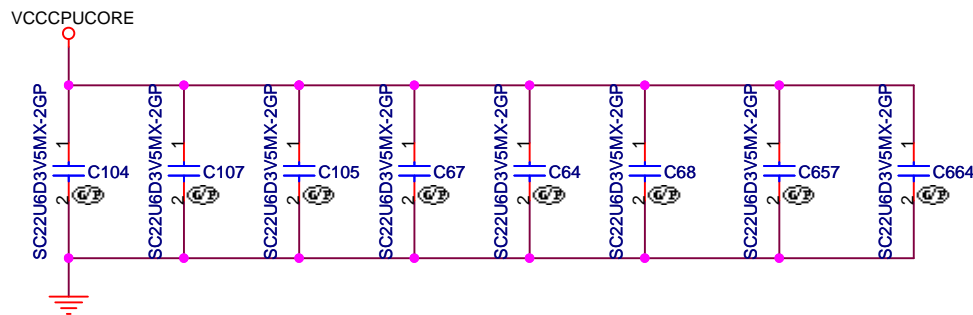 VCCCPUCORE
SC22U6D3V5MX-2GP
1
C104
G/P
2
SC22U6D3V5MX-2GP
1
C107
G/P
2
SC22U6D3V5MX-2GP
1
C105
G/P
2
SC22U6D3V5MX-2GP
1
C67
G/P
2
SC22U6D3V5MX-2GP
1
C64
G/P
2
SC22U6D3V5MX-2GP
1
C68
G/P
2
SC22U6D3V5MX-2GP
1
C657
G/P
2
SC22U6D3V5MX-2GP
1
C664
G/P
2